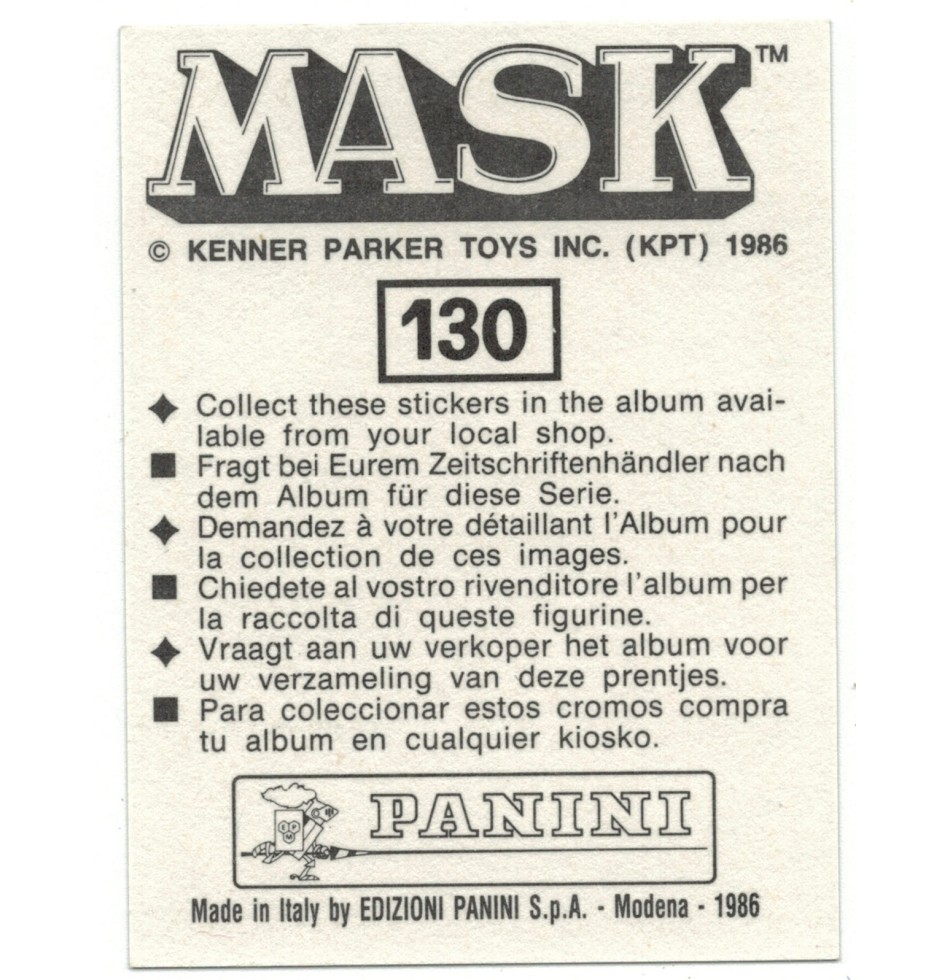 MASK™
© KENNER PARKER TOYS INC. (KPT) 1986
130
Collect these stickers in the album avai-
lable from your local shop.
Fragt bei Eurem Zeitschriftenhändler nach
dem Album für diese Serie.
Demandez à votre détaillant l'Album pour
la collection de ces images.
Chiedete al vostro rivenditore l'album per
la raccolta di queste figurine.
Vraagt aan uw verkoper het album voor
uw verzameling van deze prentjes.
Para coleccionar estos cromos compra
tu album en cualquier kiosko.
PANINI
Made in Italy by EDIZIONI PANINI S.p.A. - Modena - 1986